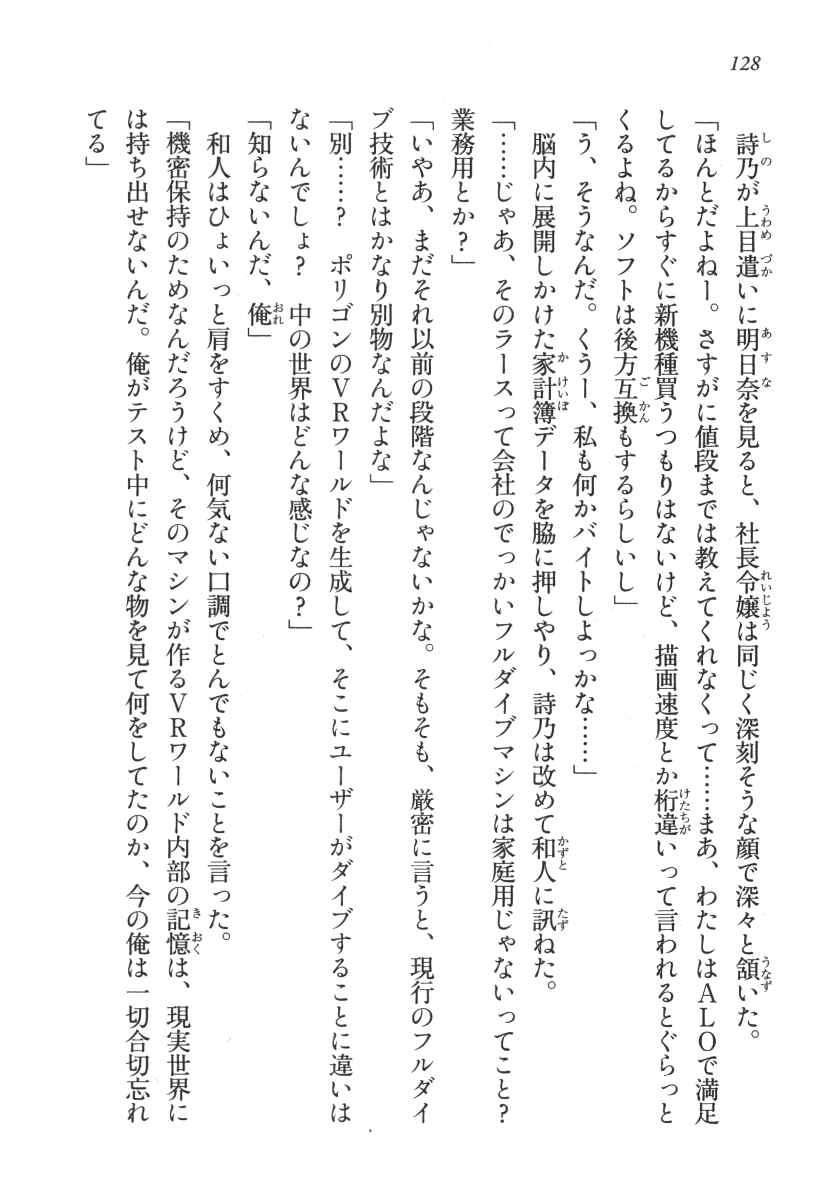 128
詩乃が上目遣いに明日奈を見ると、社長令嬢は同じく深刻そうな顔で深々と頷いた。
「ほんとだよねー。さすがに値段までは教えてくれなくって……まあ、わたしはALOで満足
してるからすぐに新機種買うつもりはないけど、描画速度とか桁違いって言われるとぐらっと
くるよね。ソフトは後方互換もするらしいし」
「う、そうなんだ。くうー、私も何かバイトしよっかな……」
脳内に展開しかけた家計簿データを脇に押しやり、詩乃は改めて和人に訊ねた。
「……じゃあ、そのラースって会社のでっかいフルダイブマシンは家庭用じゃないってこと?
業務用とか?」
「いやあ、まだそれ以前の段階なんじゃないかな。そもそも、厳密に言うと、現行のフルダイ
ブ技術とはかなり別物なんだよな」
「別……?　ポリゴンのVRワールドを生成して、そこにユーザーがダイブすることに違いは
ないんでしょ?　中の世界はどんな感じなの?」
「知らないんだ、俺」
和人はひょいっと肩をすくめ、何気ない口調でとんでもないことを言った。
「機密保持のためなんだろうけど、そのマシンが作るVRワールド内部の記憶は、現実世界に
は持ち出せないんだ。俺がテスト中にどんな物を見て何をしてたのか、今の俺は一切合切忘れ
てる」